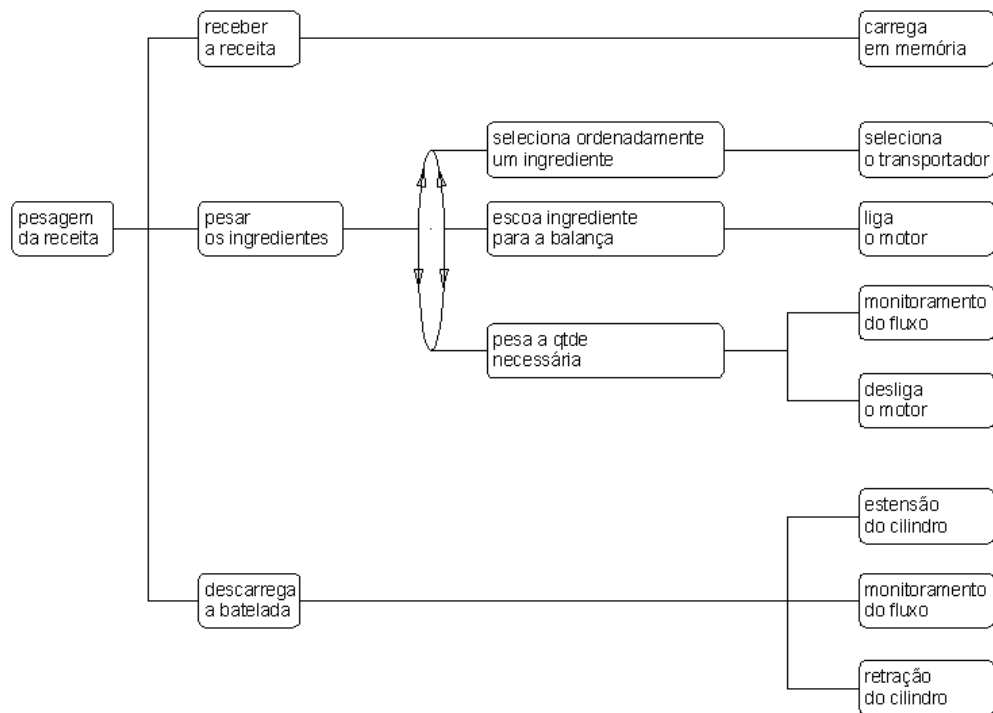 receber
a receita
carrega
em memória
seleciona ordenadamente
um ingrediente
seleciona
o transportador
pesagem
da receita
pesar
os ingredientes
escoa ingrediente
para a balança
liga
o motor
pesa a qtde
necessária
monitoramento
do fluxo
desliga
o motor
descarrega
a batelada
estensão
do cilindro
monitoramento
do fluxo
retração
do cilindro